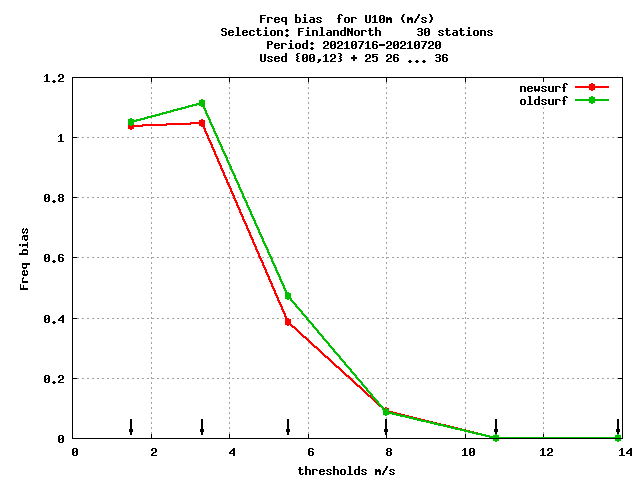 Freq bias  for U10m (m/s)
Selection: FinlandNorth     30 stations
Period: 20210716-20210720
Used {00,12} + 25 26 ... 36
newsurf
oldsurf
1.2
1
0.8
0.6
0.4
0.2
0
Freq bias
0 2 4 6 8 10 12 14
thresholds m/s